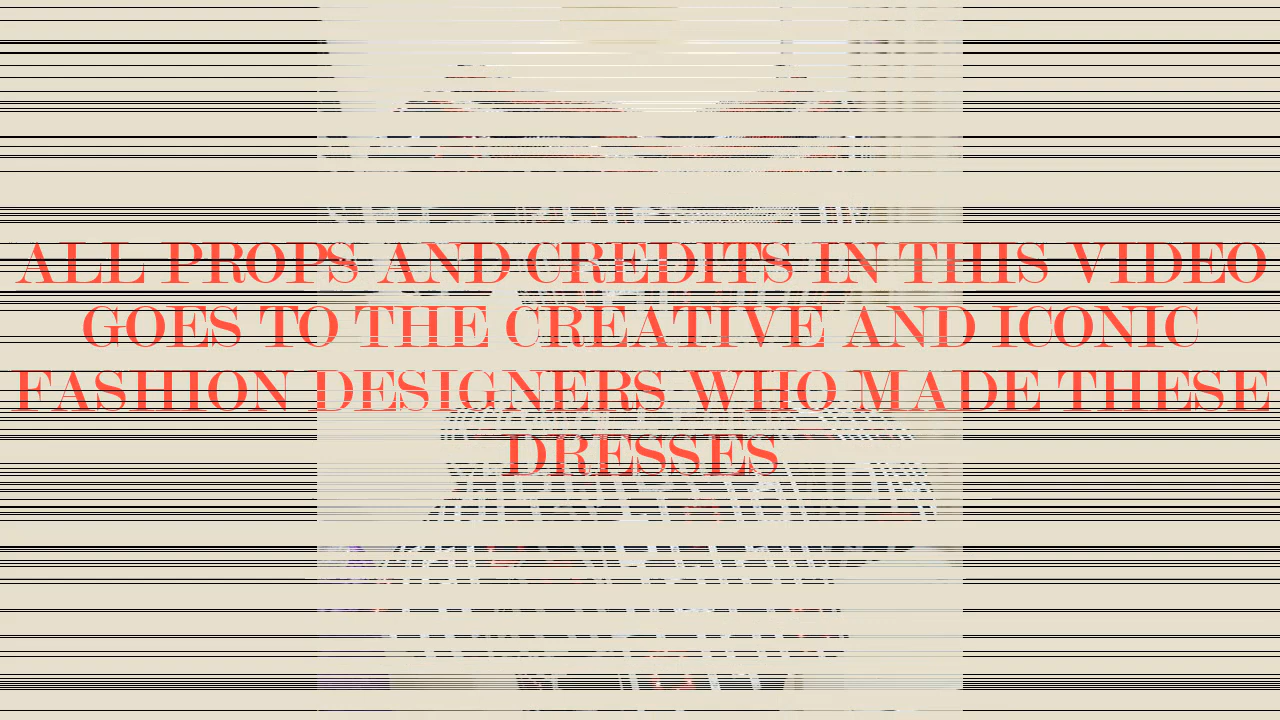 ALL PROPS AND CREDITS IN THIS VIDEO
GOES TO THE CREATIVE AND ICONIC
FASHION DESIGNERS WHO MADE THESE
DRESSES